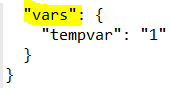 "vars": {
"tempvar": "1"
}
}